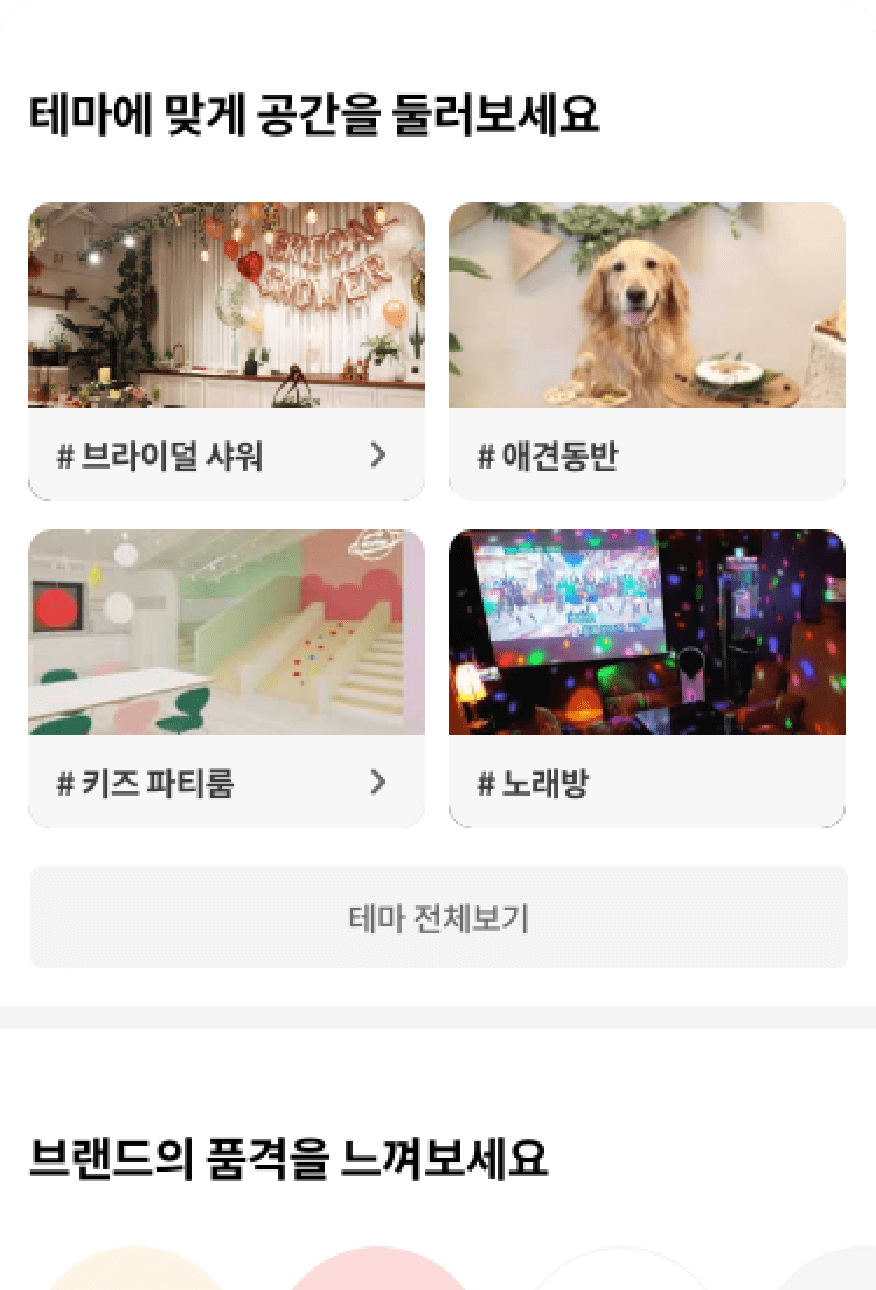 테마에 맞게 공간을 둘러보세요
BRIDAL
SHOWER
# 브라이덜 샤워
# 애견동반
# 키즈 파티룸
# 노래방
테마 전체보기
브랜드의 품격을 느껴보세요